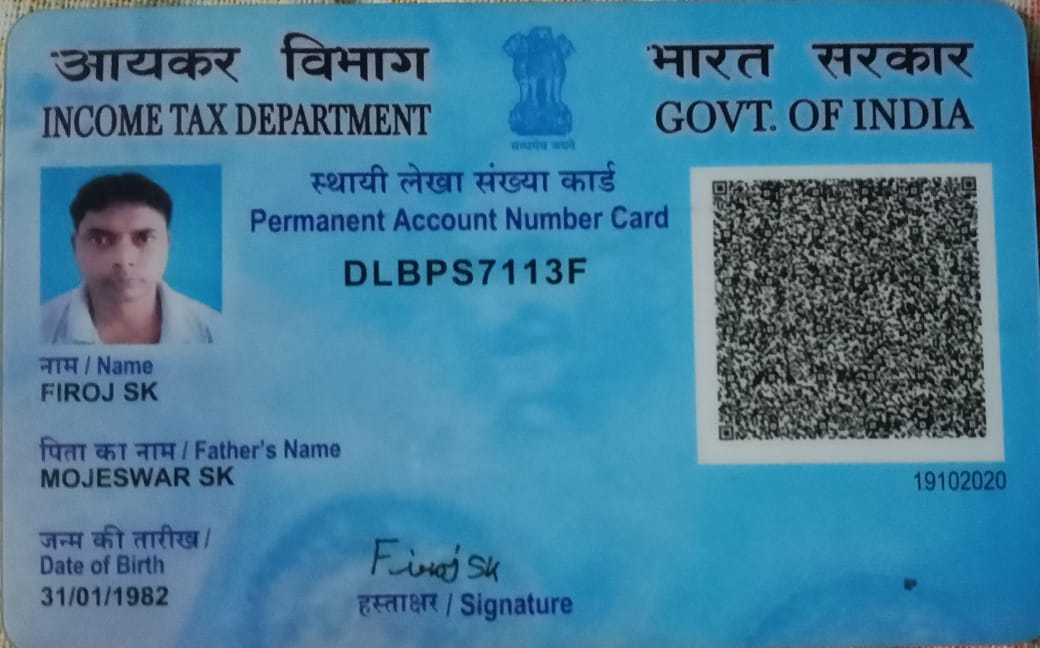 आयकर विभाग
INCOME TAX DEPARTMENT
भारत सरकार
GOVT. OF INDIA
सत्यमेव जयते
स्थायी लेखा संख्या कार्ड
Permanent Account Number Card
DLBPS7113F
नाम / Name
FIROJ SK
पिता का नाम / Father's Name
MOJESWAR SK
19102020
जन्म की तारीख /
Date of Birth
31/01/1982
Firoj SK
हस्ताक्षर / Signature